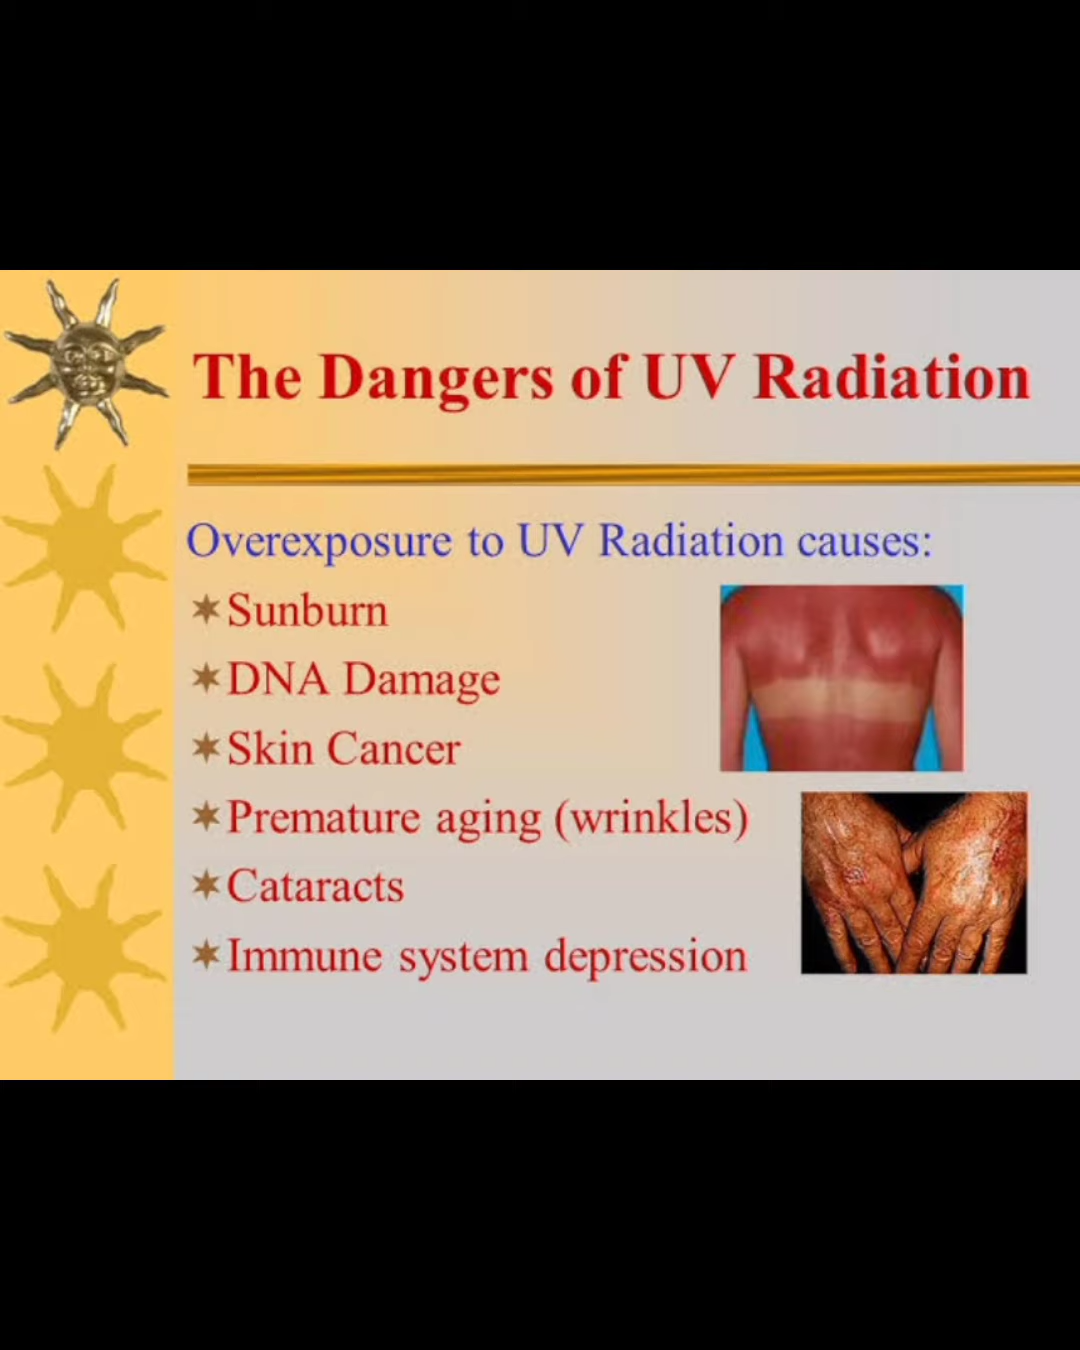 The Dangers of UV Radiation
Overexposure to UV Radiation causes:
Sunburn
DNA Damage
Skin Cancer
Premature aging (wrinkles)
Cataracts
Immune system depression